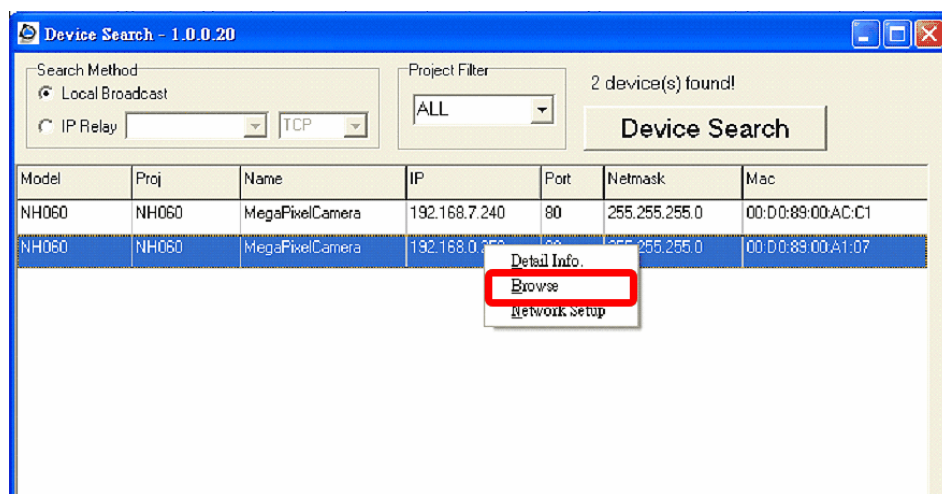 Device Search - 1.0.0.20
Search Method
Local Broadcast
IP Relay TCP
Project Filter
ALL
2 device(s) found!
Device Search
Model Proj Name IP Port Netmask Mac
NH060 NH060 MegaPixelCamera 192.168.7.240 80 255.255.255.0 00:D0:89:00:AC:C1
NH060 NH060 MegaPixelCamera 192.168.0. 255.255.255.0 00:D0:89:00:A1:07
Detail Info.
Browse
Network Setup